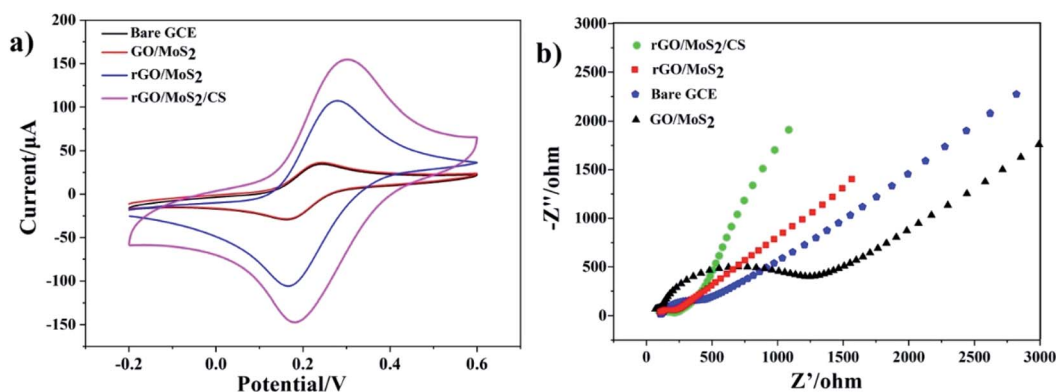 a)
Bare GCE
GO/MoS2
rGO/MoS2
rGO/MoS2/CS
200
150
100
50
0
-50
-100
-150
Current/µA
-0.2
0.0
0.2
0.4
0.6
Potential/V
b)
rGO/MoS2/CS
rGO/MoS2
Bare GCE
GO/MoS2
3000
2500
2000
1500
1000
500
0
-Z''/ohm
0
500
1000
1500
2000
2500
3000
Z'/ohm